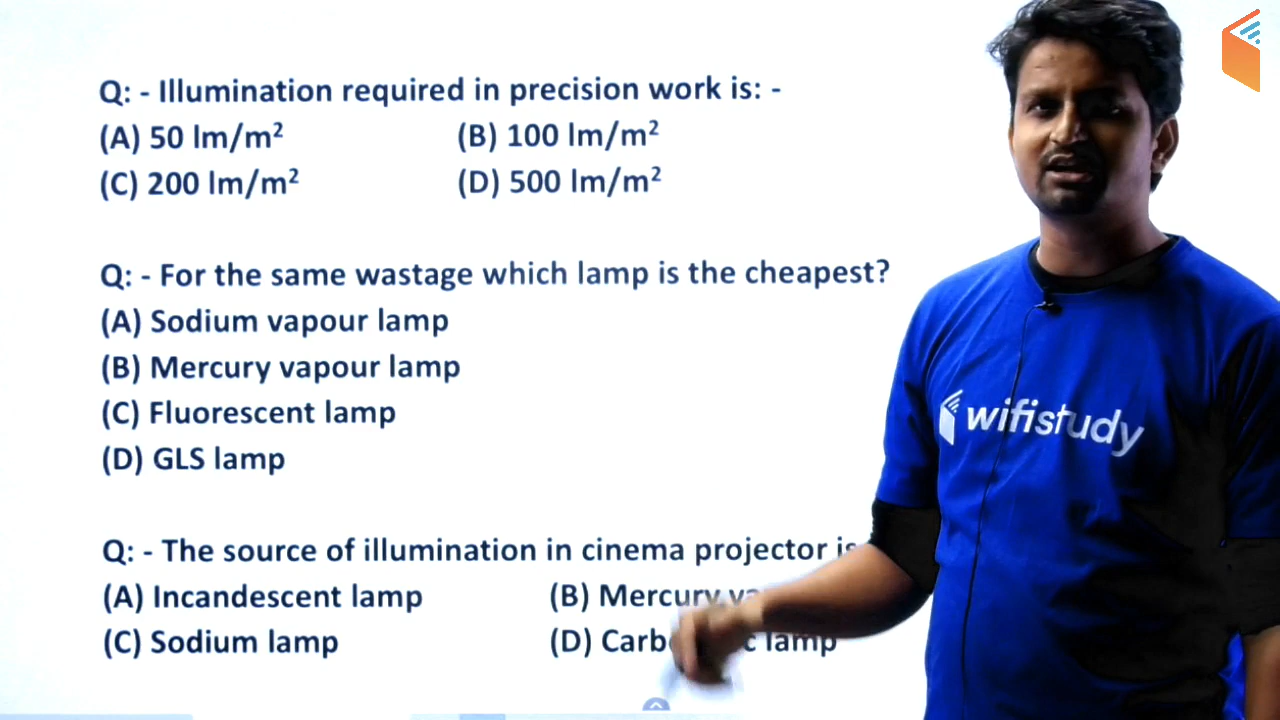 Q: - Illumination required in precision work is: -
(A) 50 lm/m² (B) 100 lm/m²
(C) 200 lm/m² (D) 500 lm/m²
Q: - For the same wastage which lamp is the cheapest?
(A) Sodium vapour lamp
(B) Mercury vapour lamp
(C) Fluorescent lamp
(D) GLS lamp
Q: - The source of illumination in cinema projector is
(A) Incandescent lamp (B) Mercury
(C) Sodium lamp (D) lamp
wifistudy